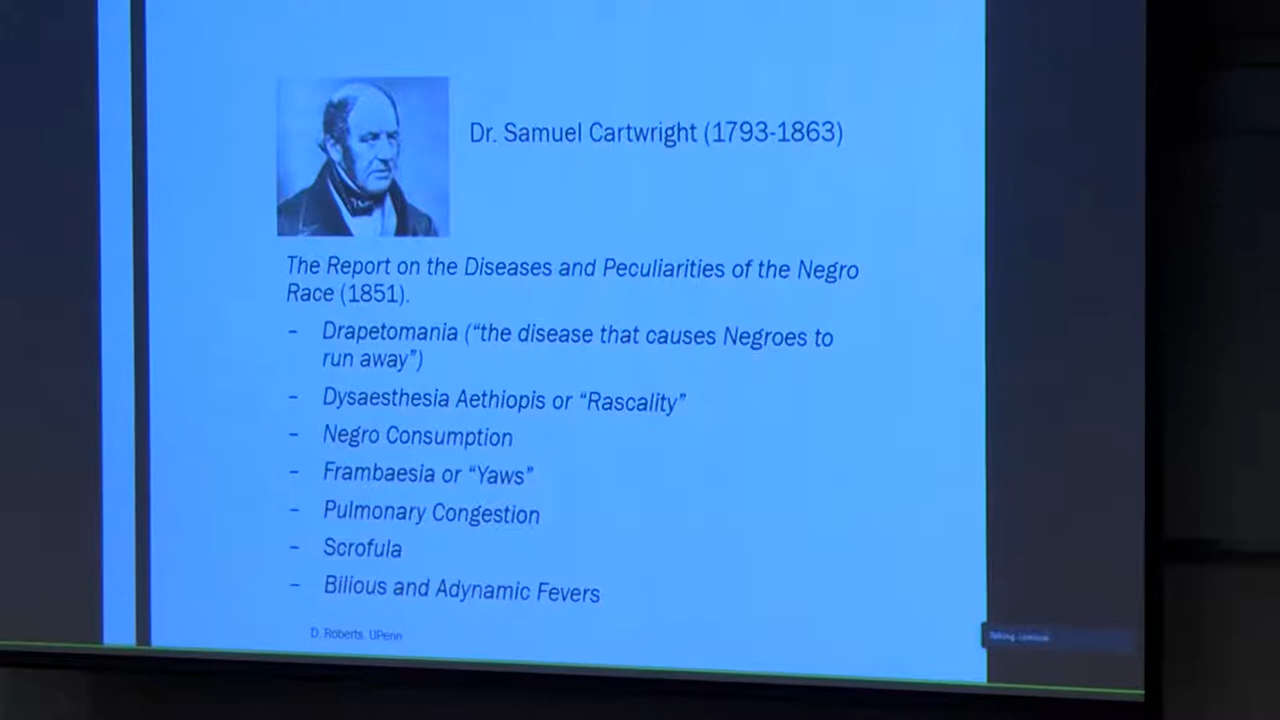 Dr. Samuel Cartwright (1793-1863)
The Report on the Diseases and Peculiarities of the Negro
Race (1851).
– Drapetomania (“the disease that causes Negroes to
run away”)
– Dysaesthesia Aethiopis or “Rascality”
– Negro Consumption
– Frambaesia or “Yaws”
– Pulmonary Congestion
– Scrofula
– Bilious and Adynamic Fevers
D. Roberts, UPenn